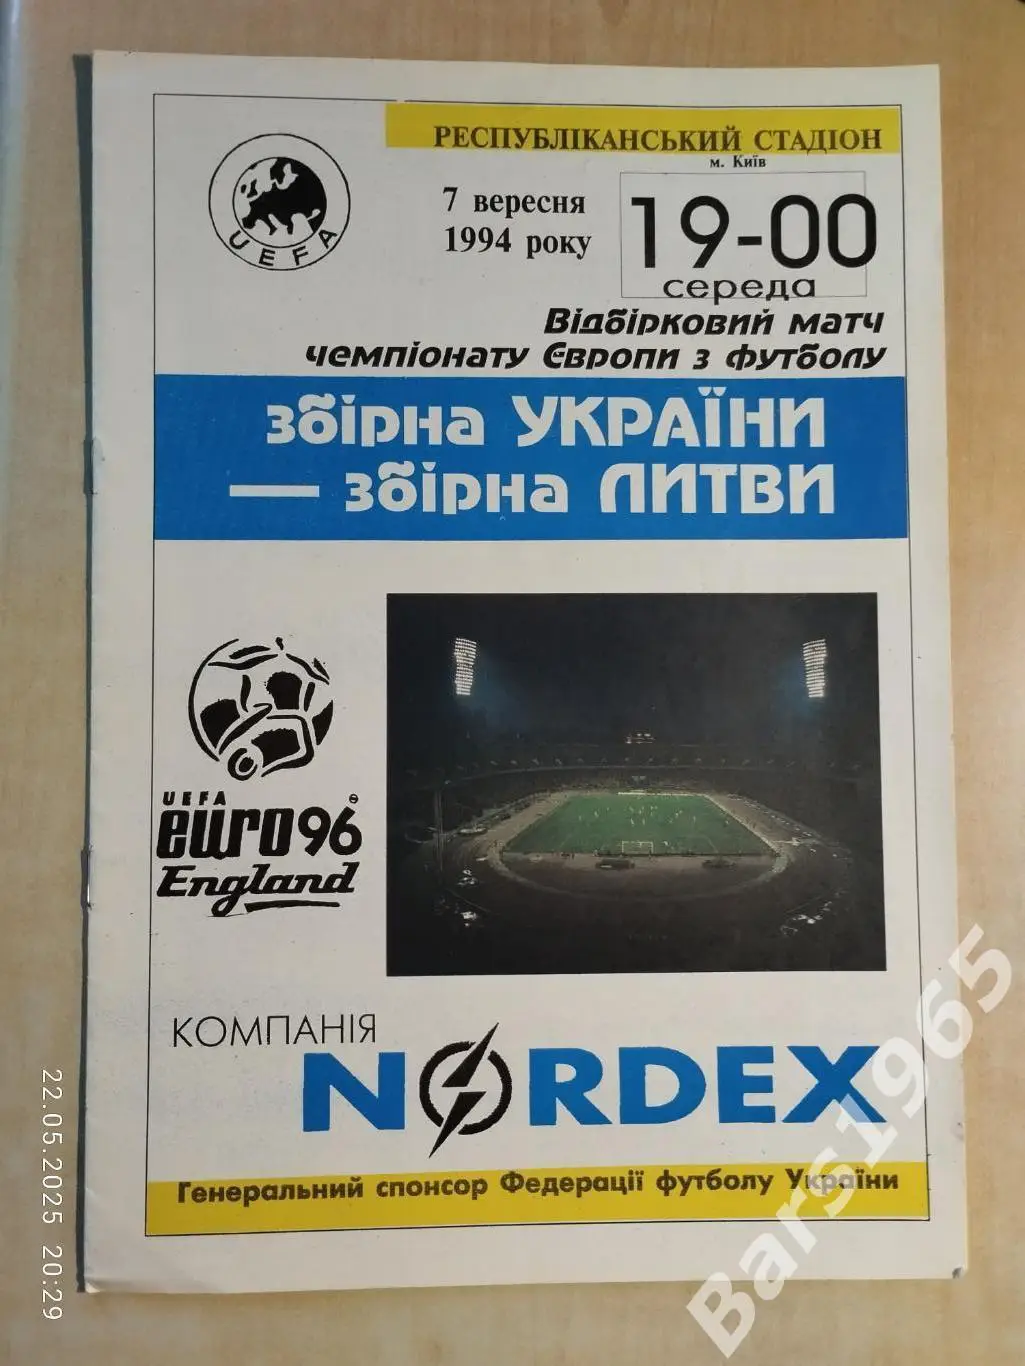 РЕСПУБЛІКАНСЬКИЙ СТАДІОН
м. Київ
UEFA
7 вересня
1994 року
19-00
середа
Відбірковий матч
чемпіонату Європи з футболу
збірна УКРАЇНИ
— збірна ЛИТВИ
UEFA
euro96
England
КОМПАНІЯ
NORDEX
Генеральний спонсор Федерації футболу України
22.05.2025 20:29
Bars1965